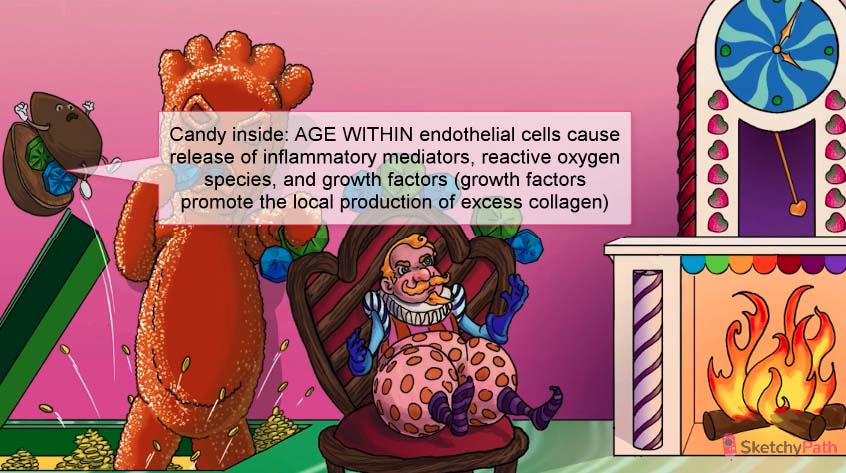 Candy inside: AGE WITHIN endothelial cells cause
release of inflammatory mediators, reactive oxygen
species, and growth factors (growth factors
promote the local production of excess collagen)
SketchyPath